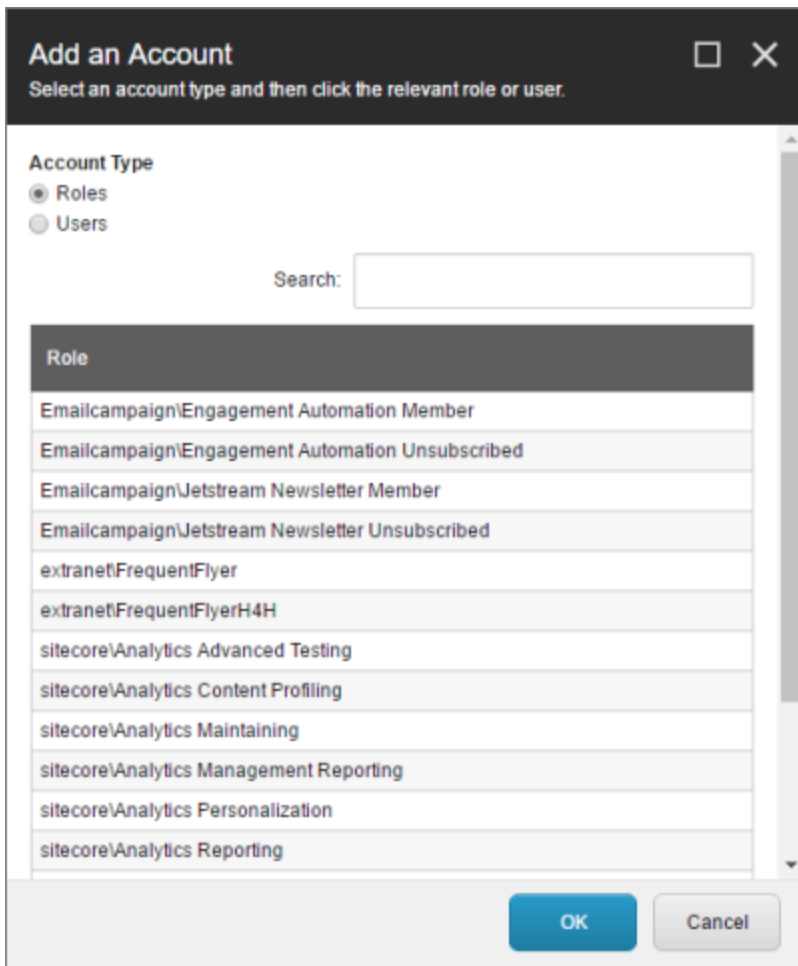 Add an Account
Select an account type and then click the relevant role or user.
Account Type
Roles
Users
Search:
Role
Emailcampaign\Engagement Automation Member
Emailcampaign\Engagement Automation Unsubscribed
Emailcampaign\Jetstream Newsletter Member
Emailcampaign\Jetstream Newsletter Unsubscribed
extranet\FrequentFlyer
extranet\FrequentFlyerH4H
sitecore\Analytics Advanced Testing
sitecore\Analytics Content Profiling
sitecore\Analytics Maintaining
sitecore\Analytics Management Reporting
sitecore\Analytics Personalization
sitecore\Analytics Reporting
OK
Cancel